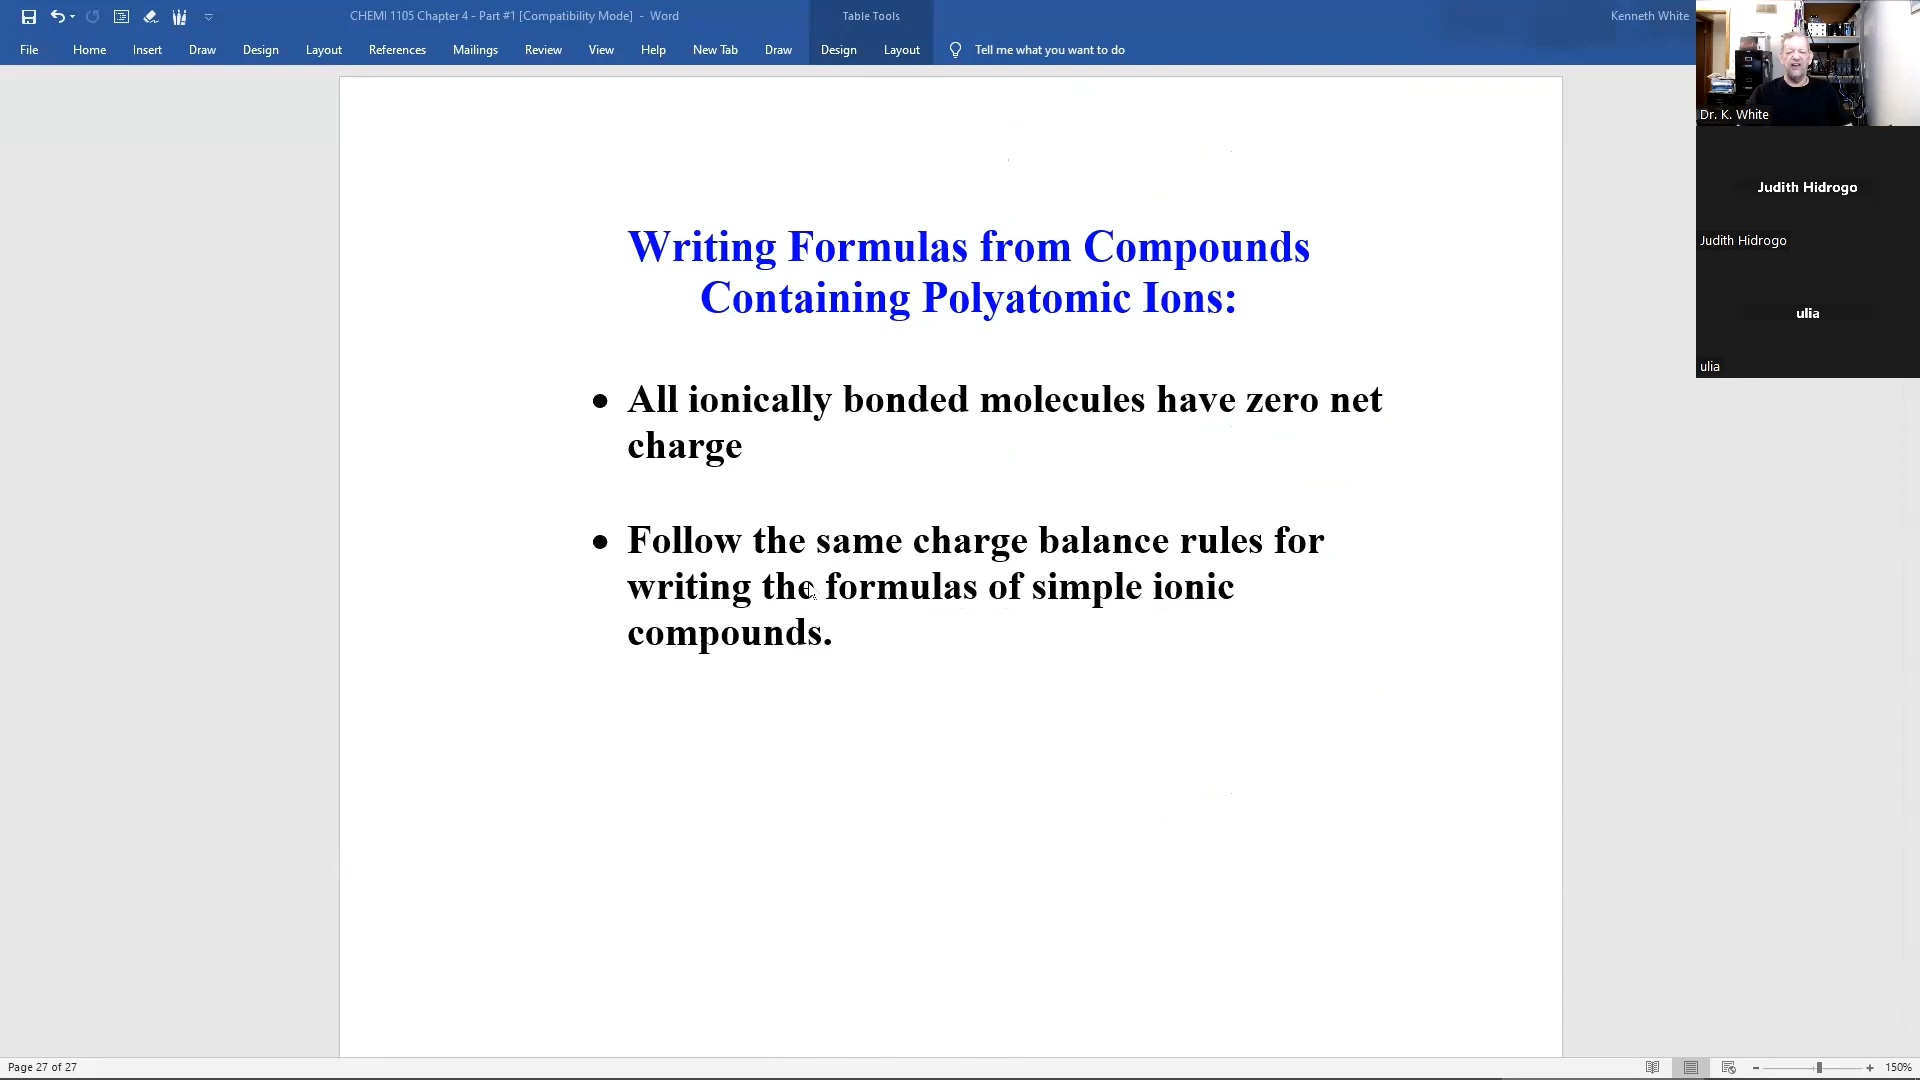 CHEMI 1105 Chapter 4 - Part #1 [Compatibility Mode] - Word
Table Tools
Kenneth White
File Home Insert Draw Design Layout References Mailings Review View Help New Tab Draw Design Layout Tell me what you want to do
Dr. K. White
Judith Hidrogo
Judith Hidrogo
ulia
ulia
Writing Formulas from Compounds
Containing Polyatomic Ions:
• All ionically bonded molecules have zero net
charge
• Follow the same charge balance rules for
writing the formulas of simple ionic
compounds.
Page 27 of 27
150%